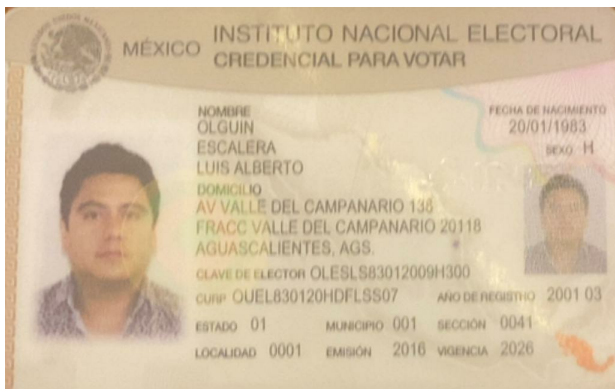 MÉXICO INSTITUTO NACIONAL ELECTORAL
CREDENCIAL PARA VOTAR
NOMBRE
OLGUIN
ESCALERA
LUIS ALBERTO
FECHA DE NACIMIENTO
20/01/1983
SEXO H
DOMICILIO
AV VALLE DEL CAMPANARIO 138
FRACC VALLE DEL CAMPANARIO 20118
AGUASCALIENTES, AGS.
CLAVE DE ELECTOR OLESLS83012009H300
CURP OUEL830120HDFLSS07 AÑO DE REGISTRO 2001 03
ESTADO 01 MUNICIPIO 001 SECCIÓN 0041
LOCALIDAD 0001 EMISIÓN 2016 VIGENCIA 2026